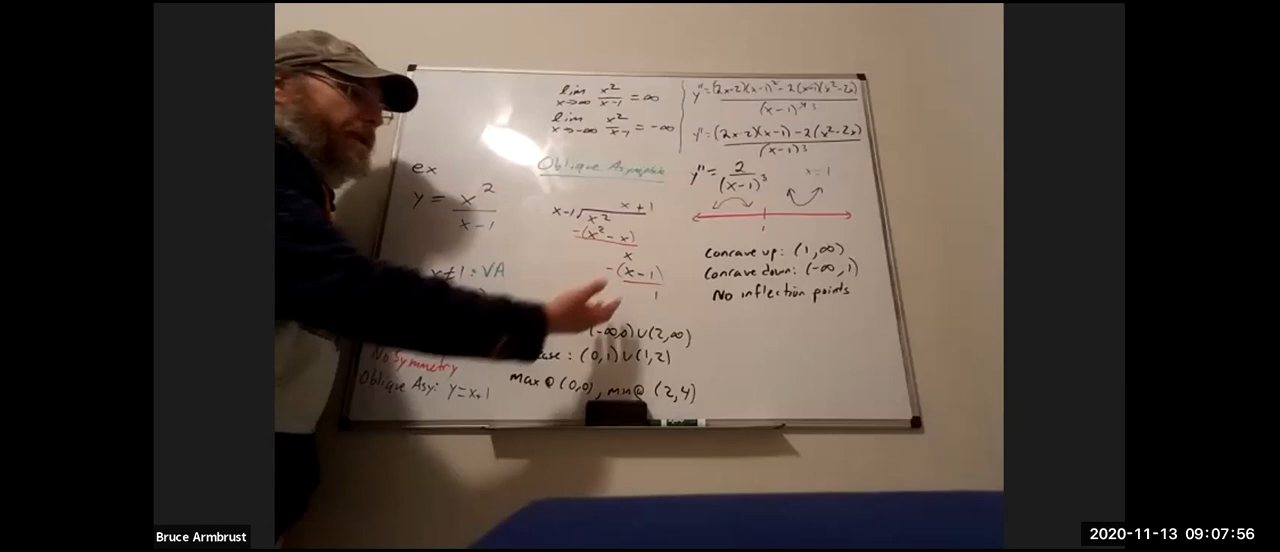 lim x→∞ x²/(x-1) = ∞
lim x→-∞ x²/(x-1) = -∞
ex
y = x²/(x-1)
x≠1 : VA
No Symmetry
Oblique Asy: y=x+1
Oblique Asymptote
x+1
x-1 √x²
-(x²-x)
x
-(x-1)
1
(-∞,0)∪(2,∞)
(0,1)∪(1,2)
max @ (0,0), min @ (2,4)
y''=((2x-2)(x-1)²-2(x-1)(x²-2x))/(x-1)⁴ ³
y''=((2x-2)(x-1)-2(x²-2x))/(x-1)³
y''=2/(x-1)³
x=1
1
Concave up: (1,∞)
Concave down: (-∞,1)
No inflection points
Bruce Armbrust
2020-11-13 09:07:56